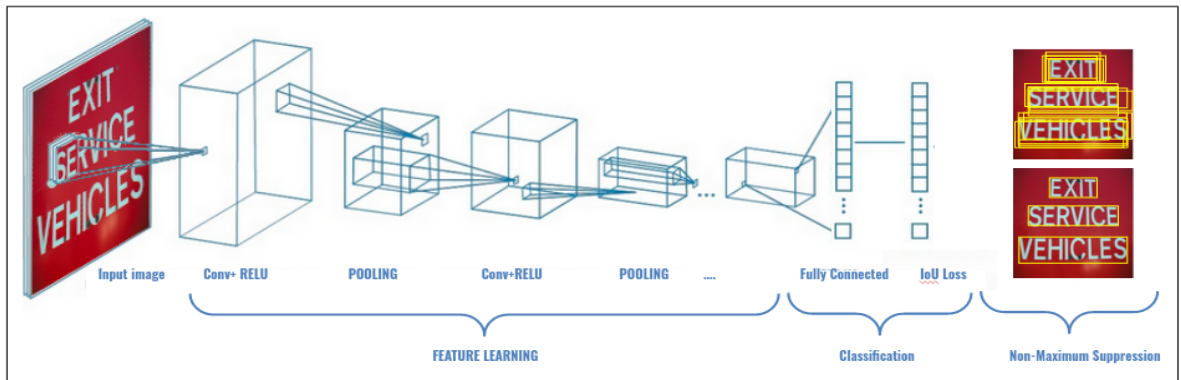 EXIT
SERVICE
VEHICLES
EXIT
SERVICE
VEHICLES
EXIT
SERVICE
VEHICLES
Input image
Conv+ RELU
POOLING
Conv+RELU
POOLING
....
Fully Connected
IoU Loss
FEATURE LEARNING
Classification
Non-Maximum Suppression